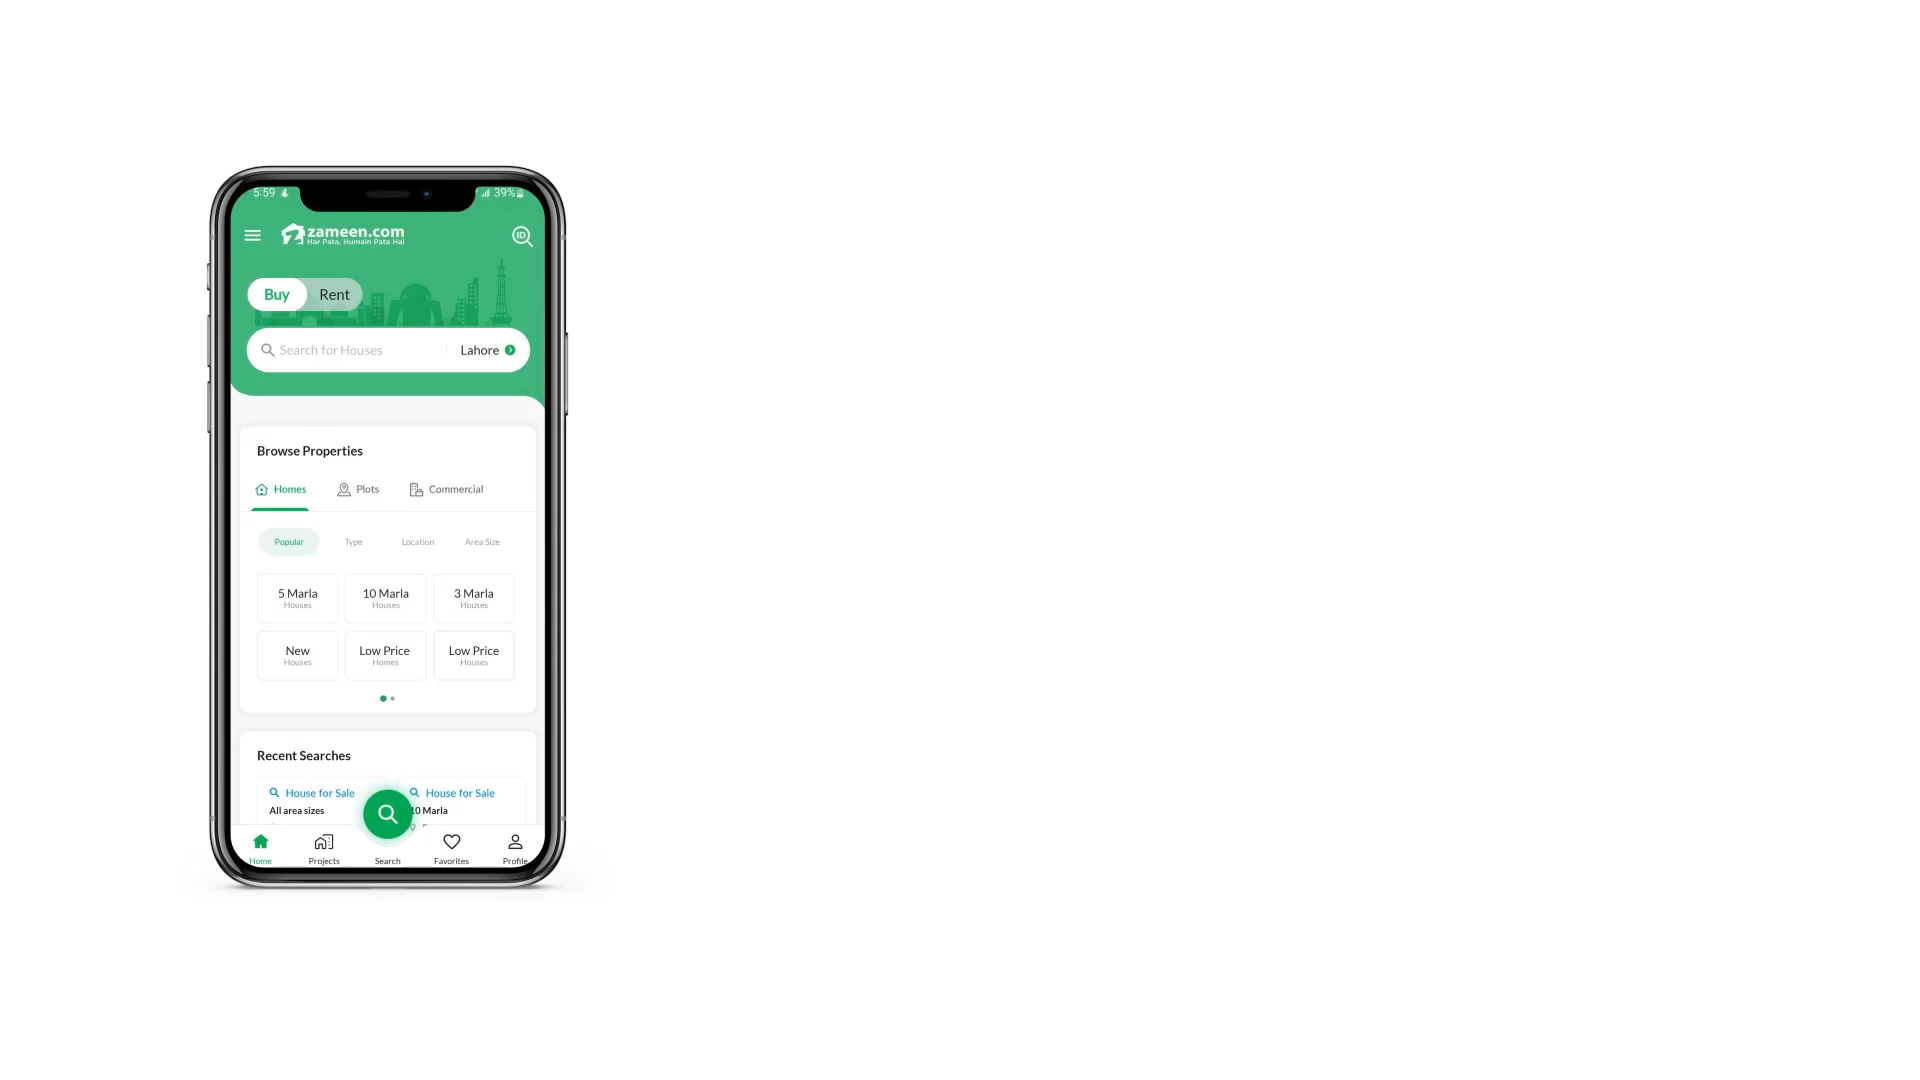 5:59
39%
zameen.com
Har Pata, Humain Pata Hai
ID
Buy Rent
Search for Houses Lahore
Browse Properties
Homes Plots Commercial
Popular Type Location Area Size
5 Marla 10 Marla 3 Marla
Houses Houses Houses
New Low Price Low Price
Houses Homes Houses
Recent Searches
House for Sale House for Sale
All area sizes 10 Marla
Home Projects Search Favorites Profile